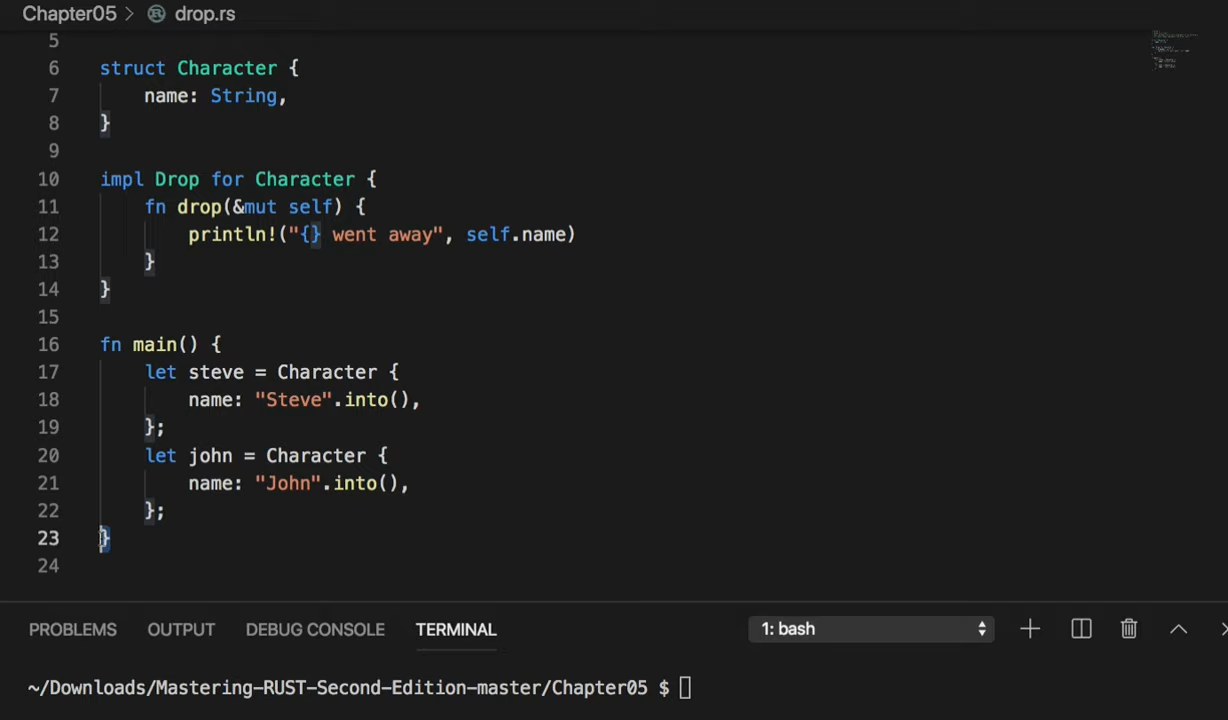 Chapter05 > drop.rs
5
6 struct Character {
7     name: String,
8 }
9
10 impl Drop for Character {
11     fn drop(&mut self) {
12         println!("{} went away", self.name)
13     }
14 }
15
16 fn main() {
17     let steve = Character {
18         name: "Steve".into(),
19     };
20     let john = Character {
21         name: "John".into(),
22     };
23 }
24
PROBLEMS OUTPUT DEBUG CONSOLE TERMINAL 1: bash
~/Downloads/Mastering-RUST-Second-Edition-master/Chapter05 $